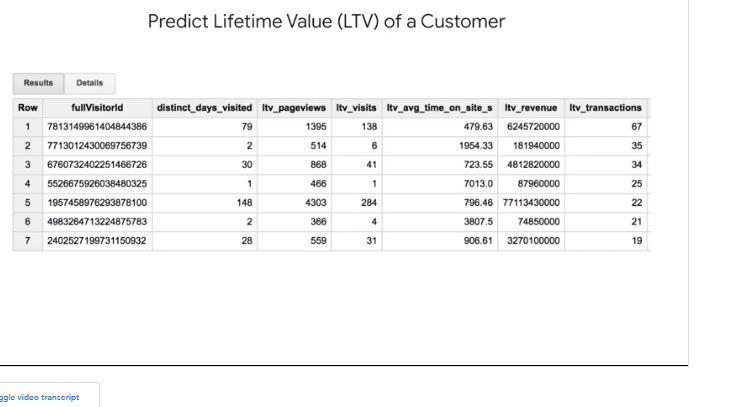 Predict Lifetime Value (LTV) of a Customer
Results Details
Row fullVisitorId distinct_days_visited ltv_pageviews ltv_visits ltv_avg_time_on_site_s ltv_revenue ltv_transactions
1 7813149961404844386 79 1395 138 479.63 6245720000 67
2 7713012430069756739 2 514 6 1954.33 181940000 35
3 6760732402251466726 30 868 41 723.55 4812820000 34
4 5526675926038480325 1 466 1 7013.0 87960000 25
5 1957458976293878100 148 4303 284 796.46 77113430000 22
6 4983264713224875783 2 366 4 3807.5 74850000 21
7 2402527199731150932 28 559 31 906.61 3270100000 19
ggle video transcript